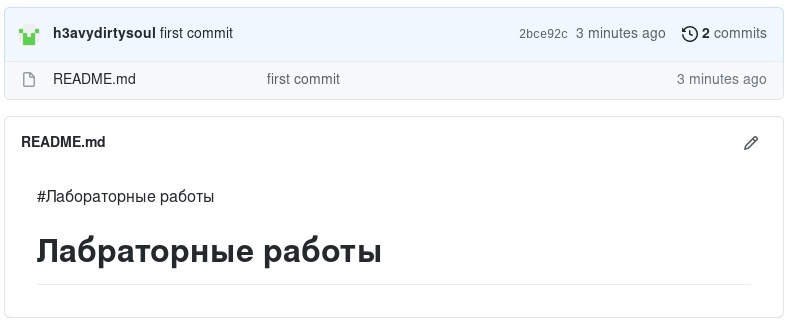 h3avydirtysoul first commit 2bce92c 3 minutes ago 2 commits
README.md first commit 3 minutes ago
README.md
#Лабораторные работы
Лабраторные работы